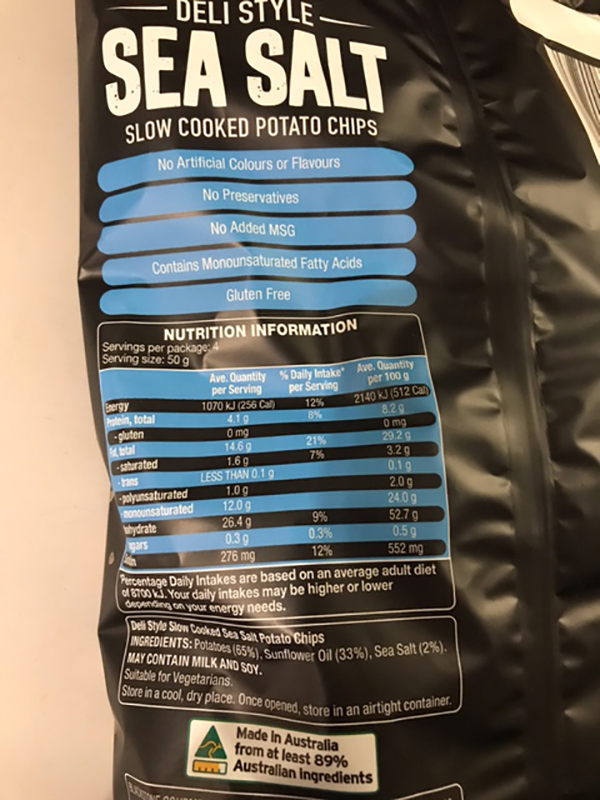 DELI STYLE
SEA SALT
SLOW COOKED POTATO CHIPS
No Artificial Colours or Flavours
No Preservatives
No Added MSG
Contains Monounsaturated Fatty Acids
Gluten Free
NUTRITION INFORMATION
Servings per package: 4
Serving size: 50 g
Ave. Quantity per Serving % Daily Intake* per Serving Ave. Quantity per 100 g
Energy 1070 kJ (256 Cal) 12% 2140 kJ (512 Cal)
Protein, total 4.1 g 8% 8.2 g
- gluten 0 mg 0 mg
Fat, total 14.6 g 21% 29.2 g
- saturated 1.6 g 7% 3.2 g
- trans LESS THAN 0.1 g 0.1 g
- polyunsaturated 1.0 g 2.0 g
- monounsaturated 12.0 g 24.0 g
hydrate 26.4 g 9% 52.7 g
gars 0.3 g 0.3% 0.5 g
276 mg 12% 552 mg
Percentage Daily Intakes are based on an average adult diet
of 8700 kJ. Your daily intakes may be higher or lower
depending on your energy needs.
Deli Style Slow Cooked Sea Salt Potato Chips
INGREDIENTS: Potatoes (65%), Sunflower Oil (33%), Sea Salt (2%).
MAY CONTAIN MILK AND SOY.
Suitable for Vegetarians.
Store in a cool, dry place. Once opened, store in an airtight container.
Made in Australia
from at least 89%
Australian ingredients